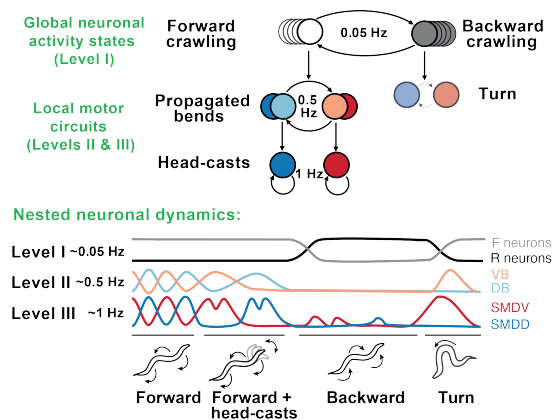 Global neuronal
activity states
(Level I)
Forward
crawling
0.05 Hz
Backward
crawling
Local motor
circuits
(Levels II & III)
Propagated
bends
0.5
Hz
Turn
Head-casts
1 Hz
Nested neuronal dynamics:
Level I ~0.05 Hz
F neurons
R neurons
Level II ~0.5 Hz
VB
DB
Level III ~1 Hz
SMDV
SMDD
Forward
Forward +
head-casts
Backward
Turn